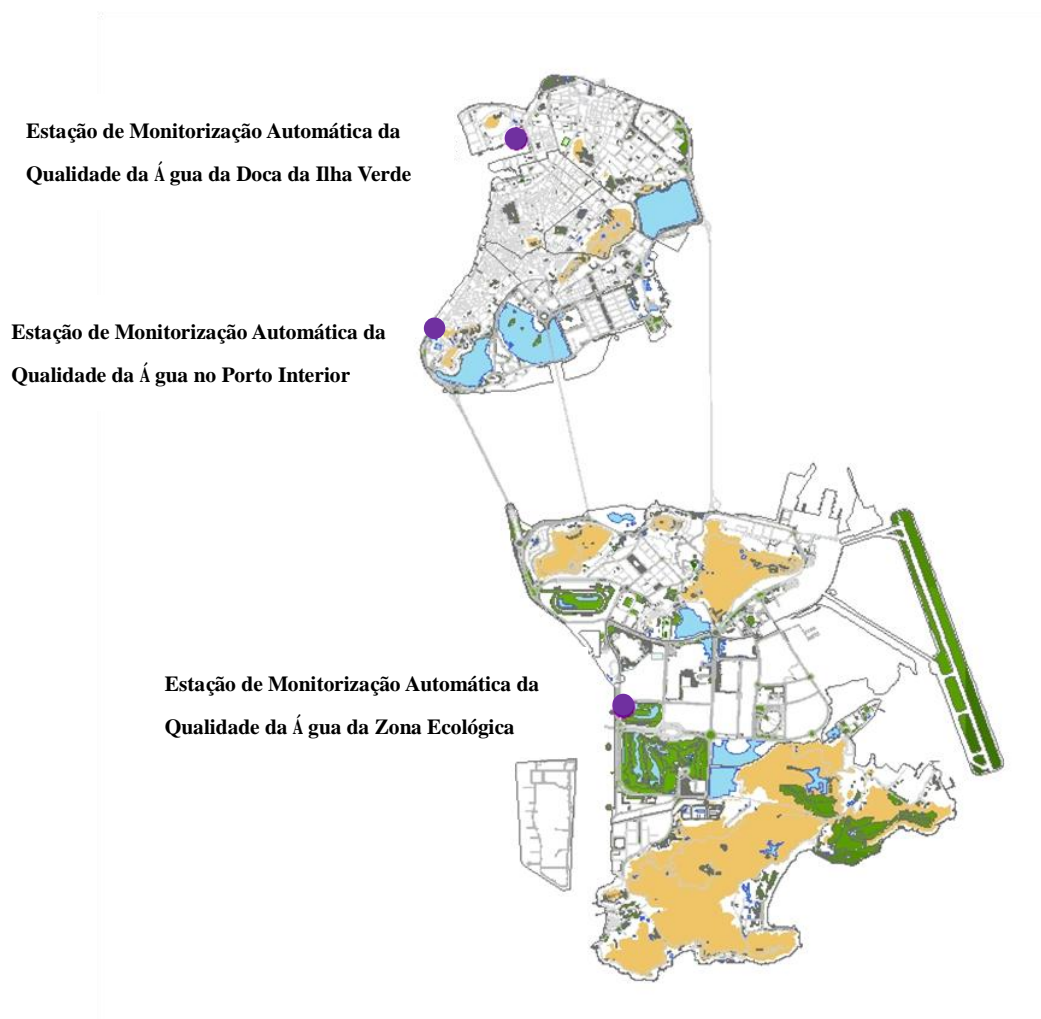 Estação de Monitorização Automática da
Qualidade da Á gua da Doca da Ilha Verde
Estação de Monitorização Automática da
Qualidade da Á gua no Porto Interior
Estação de Monitorização Automática da
Qualidade da Á gua da Zona Ecológica